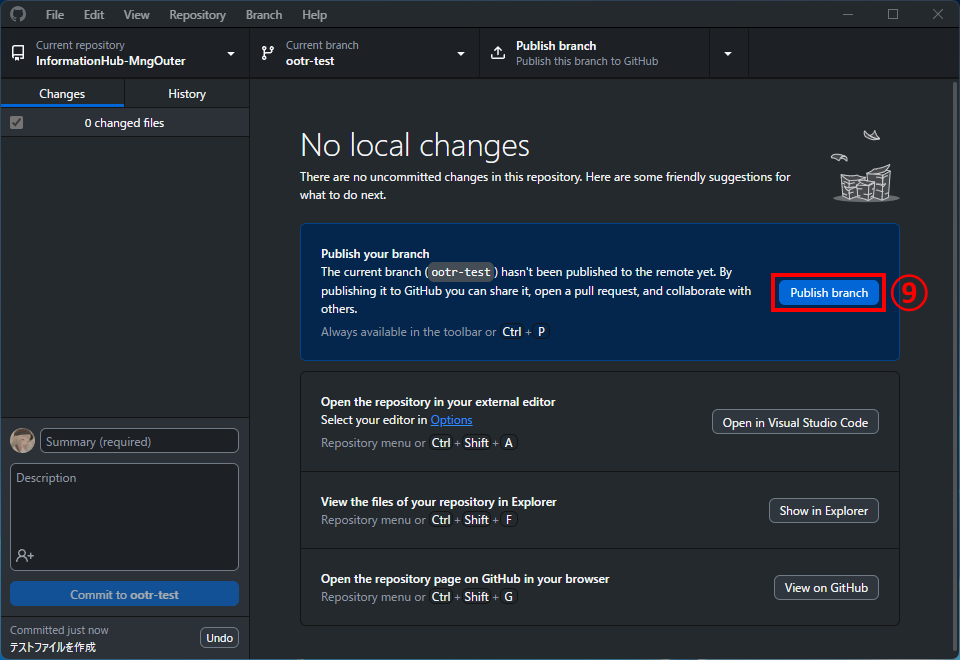 File Edit View Repository Branch Help
Current repository
InformationHub-MngOuter
Current branch
ootr-test
Publish branch
Publish this branch to GitHub
Changes History
0 changed files
No local changes
There are no uncommitted changes in this repository. Here are some friendly suggestions for
what to do next.
Publish your branch
The current branch (ootr-test) hasn't been published to the remote yet. By
publishing it to GitHub you can share it, open a pull request, and collaborate with
others.
Always available in the toolbar or Ctrl + P
Publish branch
⑨
Open the repository in your external editor
Select your editor in Options
Repository menu or Ctrl + Shift + A
Open in Visual Studio Code
View the files of your repository in Explorer
Repository menu or Ctrl + Shift + F
Show in Explorer
Open the repository page on GitHub in your browser
Repository menu or Ctrl + Shift + G
View on GitHub
Summary (required)
Description
Commit to ootr-test
Committed just now
テストファイルを作成
Undo